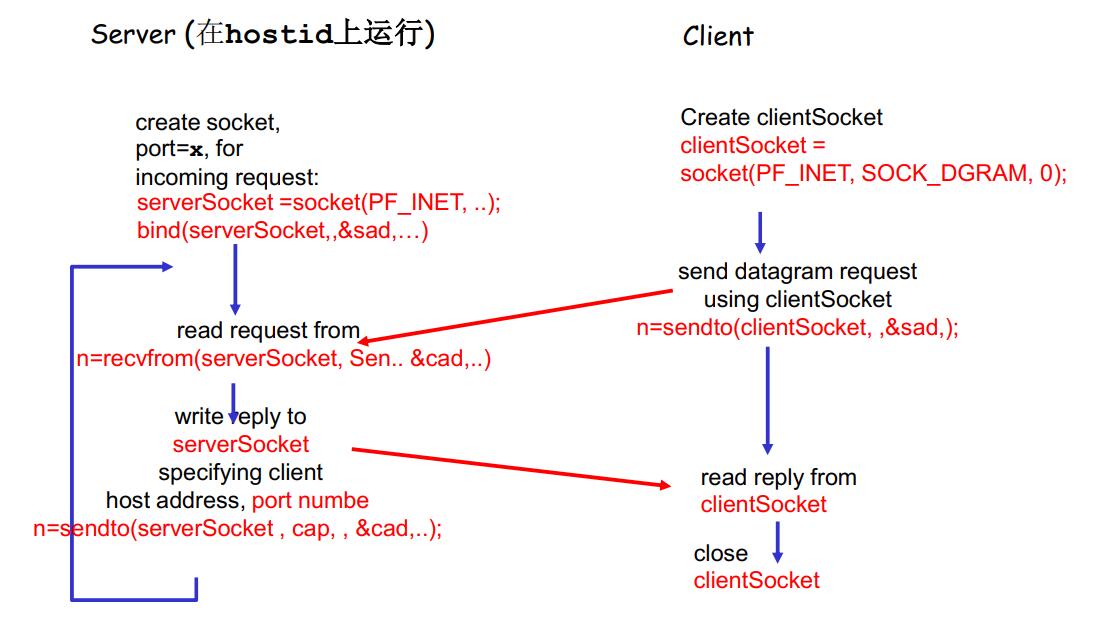 Server (在hostid上运行)
create socket,
port=x, for
incoming request:
serverSocket =socket(PF_INET, ..);
bind(serverSocket,,&sad,…)
read request from
n=recvfrom(serverSocket, Sen.. &cad,..)
write reply to
serverSocket
specifying client
host address, port numbe
n=sendto(serverSocket , cap, , &cad,..);
Client
Create clientSocket
clientSocket =
socket(PF_INET, SOCK_DGRAM, 0);
send datagram request
using clientSocket
n=sendto(clientSocket, ,&sad,);
read reply from
clientSocket
close
clientSocket